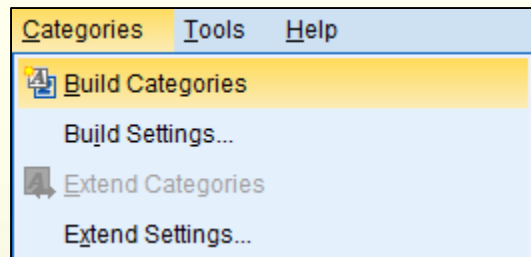 Categories Tools Help
Build Categories
Build Settings...
Extend Categories
Extend Settings...